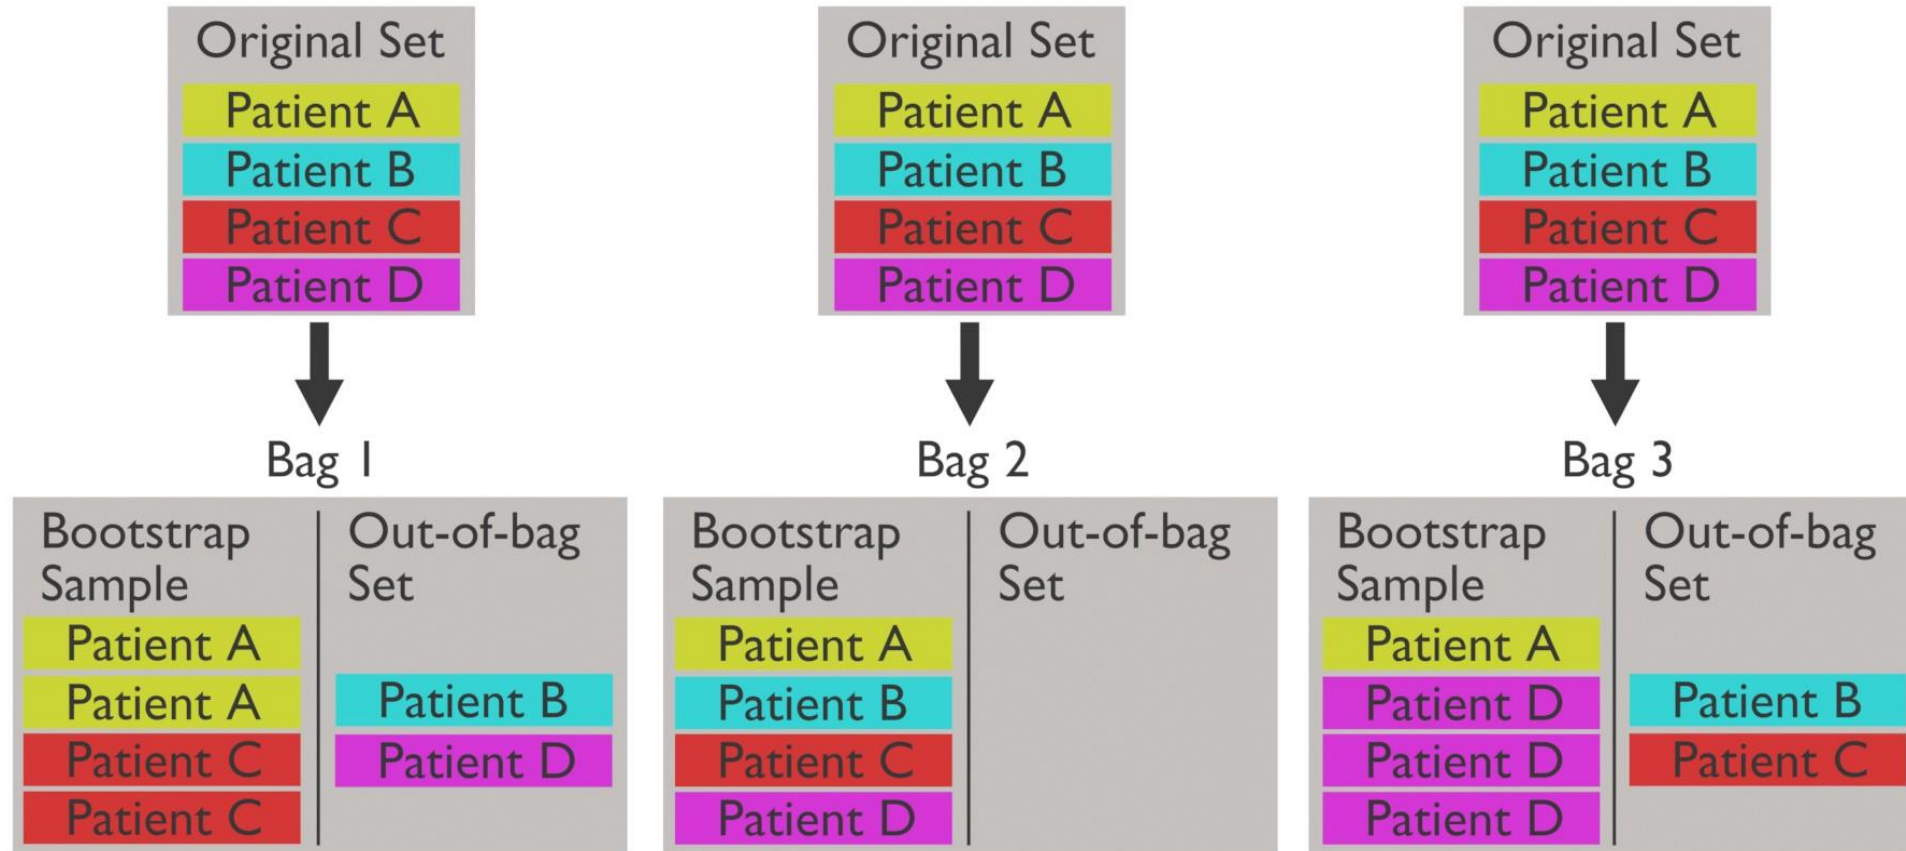 Original Set
Patient A
Patient B
Patient C
Patient D
Original Set
Patient A
Patient B
Patient C
Patient D
Original Set
Patient A
Patient B
Patient C
Patient D
Bag 1
Bootstrap
Sample
Patient A
Patient A
Patient C
Patient C
Out-of-bag
Set
Patient B
Patient D
Bag 2
Bootstrap
Sample
Patient A
Patient B
Patient C
Patient D
Out-of-bag
Set
Bag 3
Bootstrap
Sample
Patient A
Patient D
Patient D
Patient D
Out-of-bag
Set
Patient B
Patient C